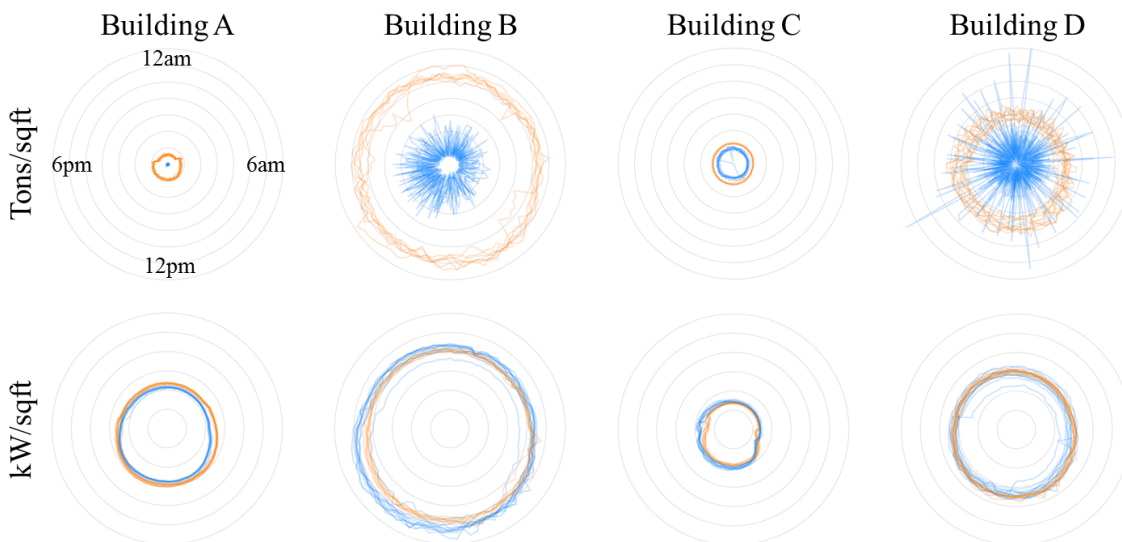 Building A
Building B
Building C
Building D
Tons/sqft
12am
6pm
6am
12pm
kW/sqft